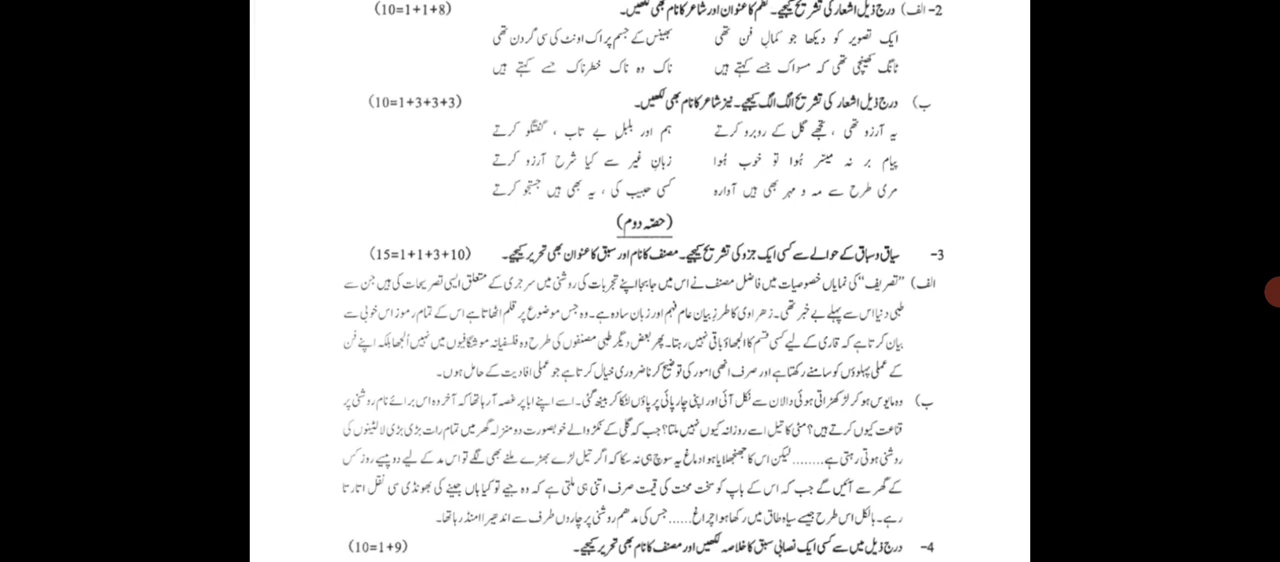 2- الف) درج ذیل اشعار کی تشریح کیجیے۔ نظم کا عنوان اور شاعر کا نام بھی لکھیں۔ (10=1+1+8)
ایک تصویر کو دیکھا جو کمالِ فن تھی بھینس کے جسم پر اک اونٹ کی سی گردن تھی
ٹانگ کھینچی تھی کہ مسواک جسے کہتے ہیں ناک وہ ناک خطرناک جسے کہتے ہیں
ب) درج ذیل اشعار کی تشریح الگ الگ کیجیے۔ نیز شاعر کا نام بھی لکھیں۔ (10=1+3+3+3)
یہ آرزو تھی ، تجھے گل کے روبرو کرتے ہم اور بلبلِ بے تاب ، گفتگو کرتے
پیام بر نہ میسّر ہُوا تو خوب ہُوا زبانِ غیر سے کیا شرحِ آرزو کرتے
مری طرح سے مہ و مہر بھی ہیں آوارہ کسی حبیب کی ، یہ بھی ہیں جستجو کرتے
(حصّہ دوم)
3- سیاق و سباق کے حوالے سے کسی ایک جزو کی تشریح کیجیے۔ مصنف کا نام اور سبق کا عنوان بھی تحریر کیجیے۔ (15=1+1+3+10)
الف) ”تصریف“ کی نمایاں خصوصیات میں فاضل مصنف نے اس میں جابجا اپنے تجربات کی روشنی میں سرجری کے متعلق ایسی تصریحات کی ہیں جن سے
طبی دنیا اس سے پہلے بے خبر تھی۔ زہراوی کا طرزِ بیان عام فہم اور زبان سادہ ہے۔ وہ جس موضوع پر قلم اٹھاتا ہے اس کے تمام رموز اس خوبی سے
بیان کرتا ہے کہ قاری کے لیے کسی قسم کا الجھاؤ باقی نہیں رہتا۔ پھر بعض دیگر طبی مصنفوں کی طرح وہ فلسفیانہ موشگافیوں میں نہیں اُلجھا بلکہ اپنے فن
کے عملی پہلوؤں کو سامنے رکھتا ہے اور صرف انھی امور کی توضیح کرنا ضروری خیال کرتا ہے جو عملی افادیت کے حامل ہوں۔
ب) وہ مایوس ہو کر لڑکھڑاتی ہوئی دالان سے نکل آئی اور اپنی چارپائی پر پاؤں لٹکا کر بیٹھ گئی۔ اسے اپنے ابا پر غصہ آ رہا تھا کہ آخر وہ اس برائے نام روشنی پر
قناعت کیوں کرتے ہیں؟ مٹی کا تیل اسے روزانہ کیوں نہیں ملتا؟ جب کہ گلی کے نکڑ والے خوبصورت دو منزلہ گھر میں تمام رات بڑی بڑی لالٹینوں کی
روشنی ہوتی رہتی ہے........ لیکن اس کا جھنجھلایا ہوا دماغ یہ سوچ ہی نہ سکا کہ اگر تیل لڑے بھڑے ملنے بھی لگے تو اس مد کے لیے دو پیسے روز کس
کے گھر سے آئیں گے جب کہ اس کے باپ کو سخت محنت کی قیمت صرف اتنی ہی ملتی ہے کہ وہ جیے تو کیا ہاں جینے کی بھونڈی سی نقل اتارتا
رہے۔ بالکل اس طرح جیسے سیاہ طاق میں رکھا ہوا چراغ...... جس کی مدھم روشنی پر چاروں طرف سے اندھیرا امنڈ رہا تھا۔
4- درج ذیل میں سے کسی ایک نصابی سبق کا خلاصہ لکھیں اور مصنف کا نام بھی تحریر کیجیے۔ (10=1+9)